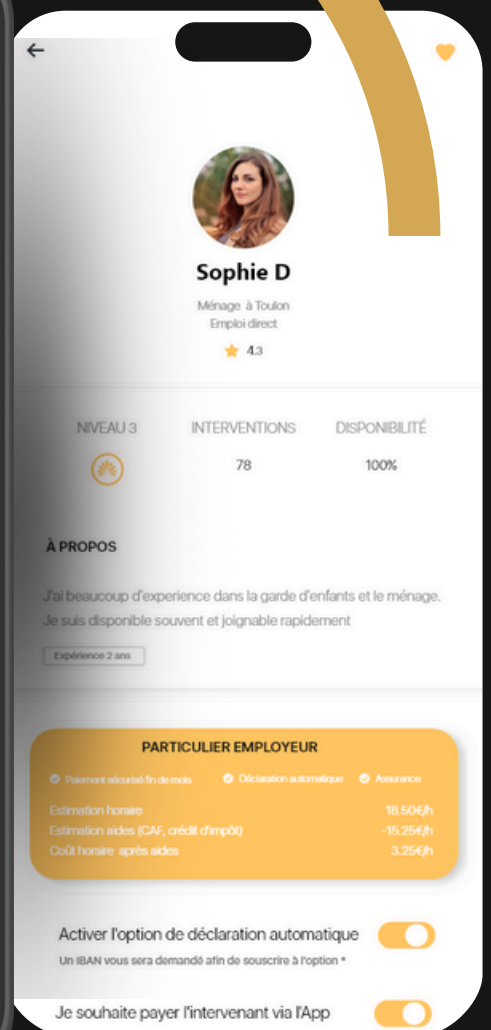 Sophie D
Ménage à Toulon
Emploi direct
4.3
NIVEAU 3 INTERVENTIONS DISPONIBILITÉ
78 100%
À PROPOS
J'ai beaucoup d'experience dans la garde d'enfants et le ménage.
Je suis disponible souvent et joignable rapidement
Expérience 2 ans
PARTICULIER EMPLOYEUR
Paiement sécurisé fin de mois Déclaration automatique Assurance
Estimation horaire 18.50€/h
Estimation aides (CAF, crédit d'impôt) -15.25€/h
Coût horaire après aides 3.25€/h
Activer l'option de déclaration automatique
Un IBAN vous sera demandé afin de souscrire à l'option *
Je souhaite payer l'intervenant via l'App